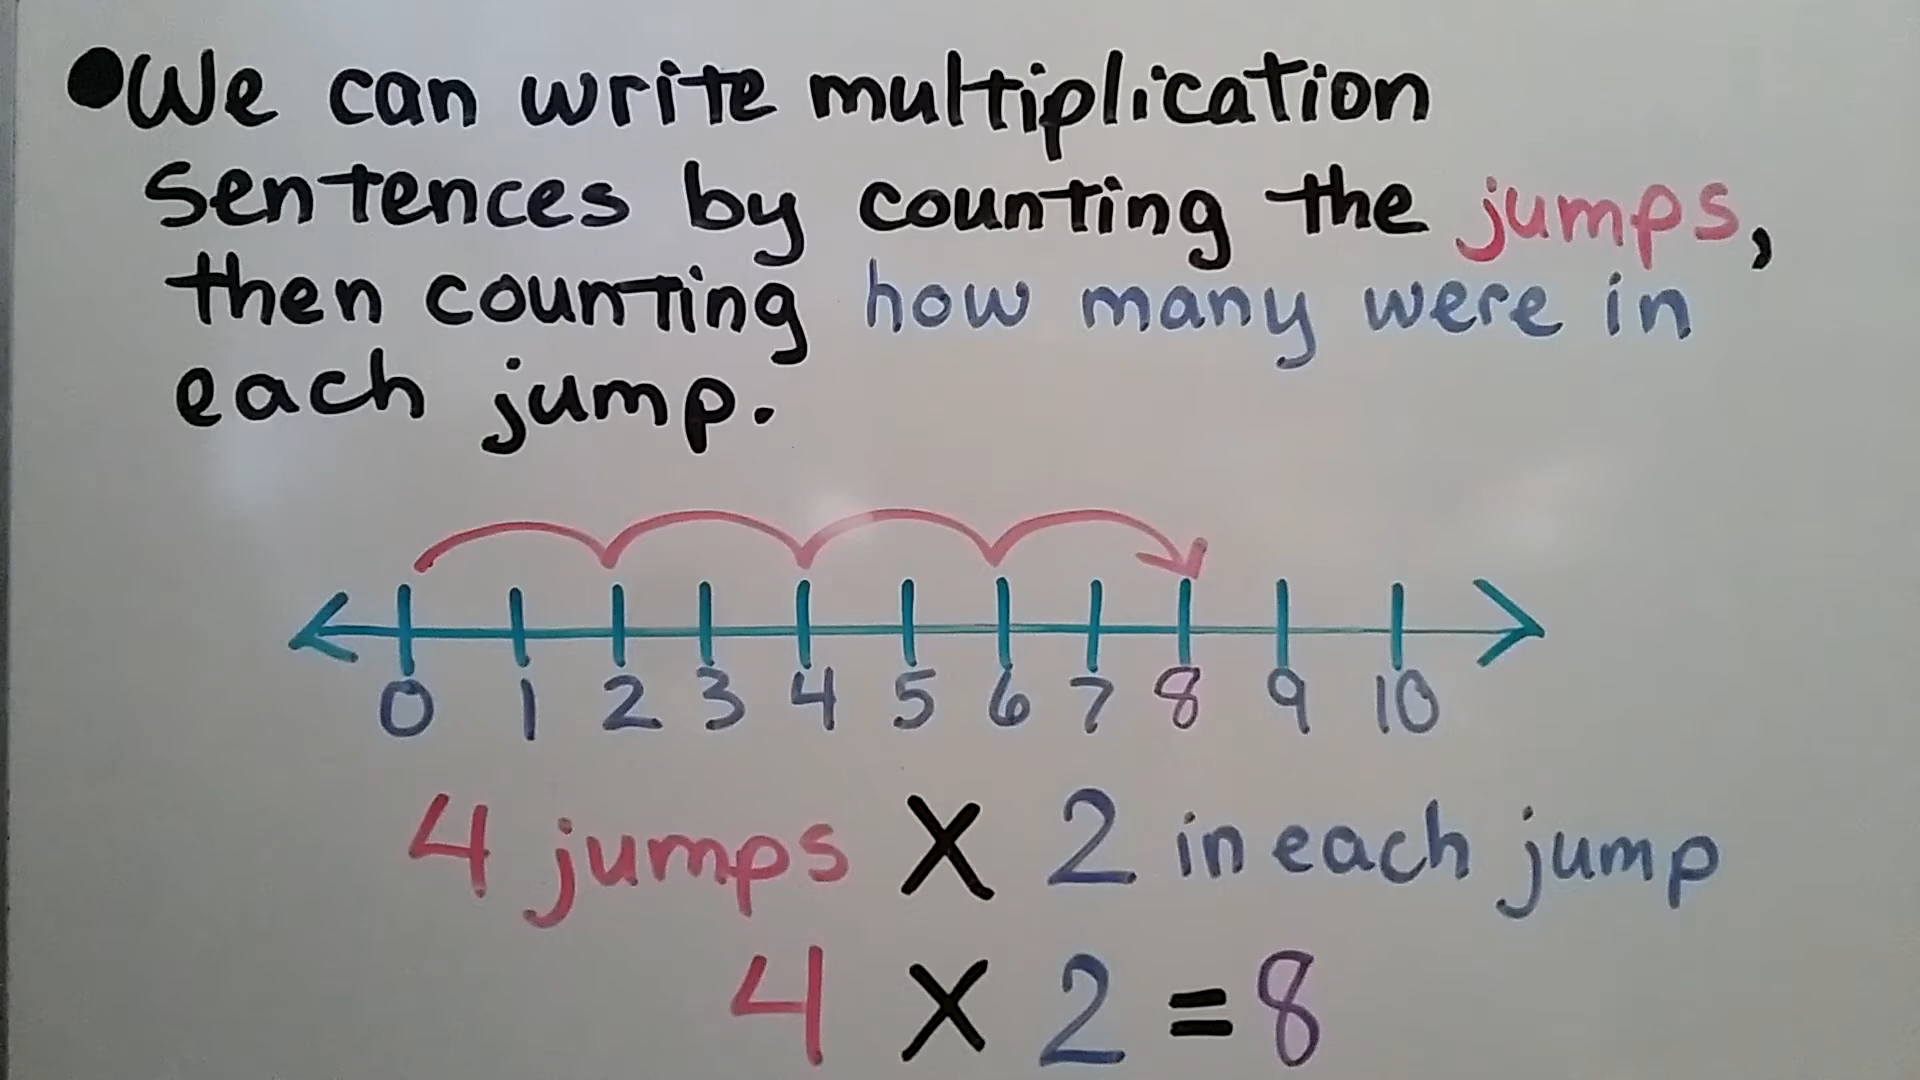 ●We can write multiplication
sentences by counting the jumps,
then counting how many were in
each jump.
0 1 2 3 4 5 6 7 8 9 10
4 jumps X 2 in each jump
4 X 2 = 8